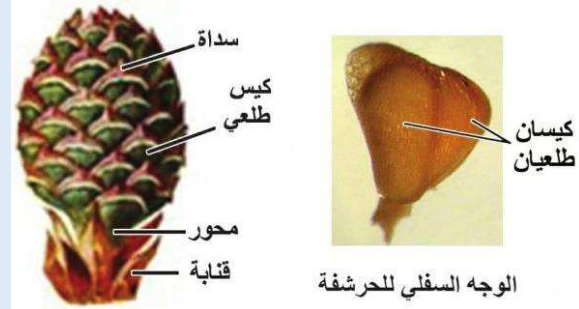 سداة
كيس
طلعي
محور
قنابة
كيسان
طلعيان
الوجه السفلي للحرشفة